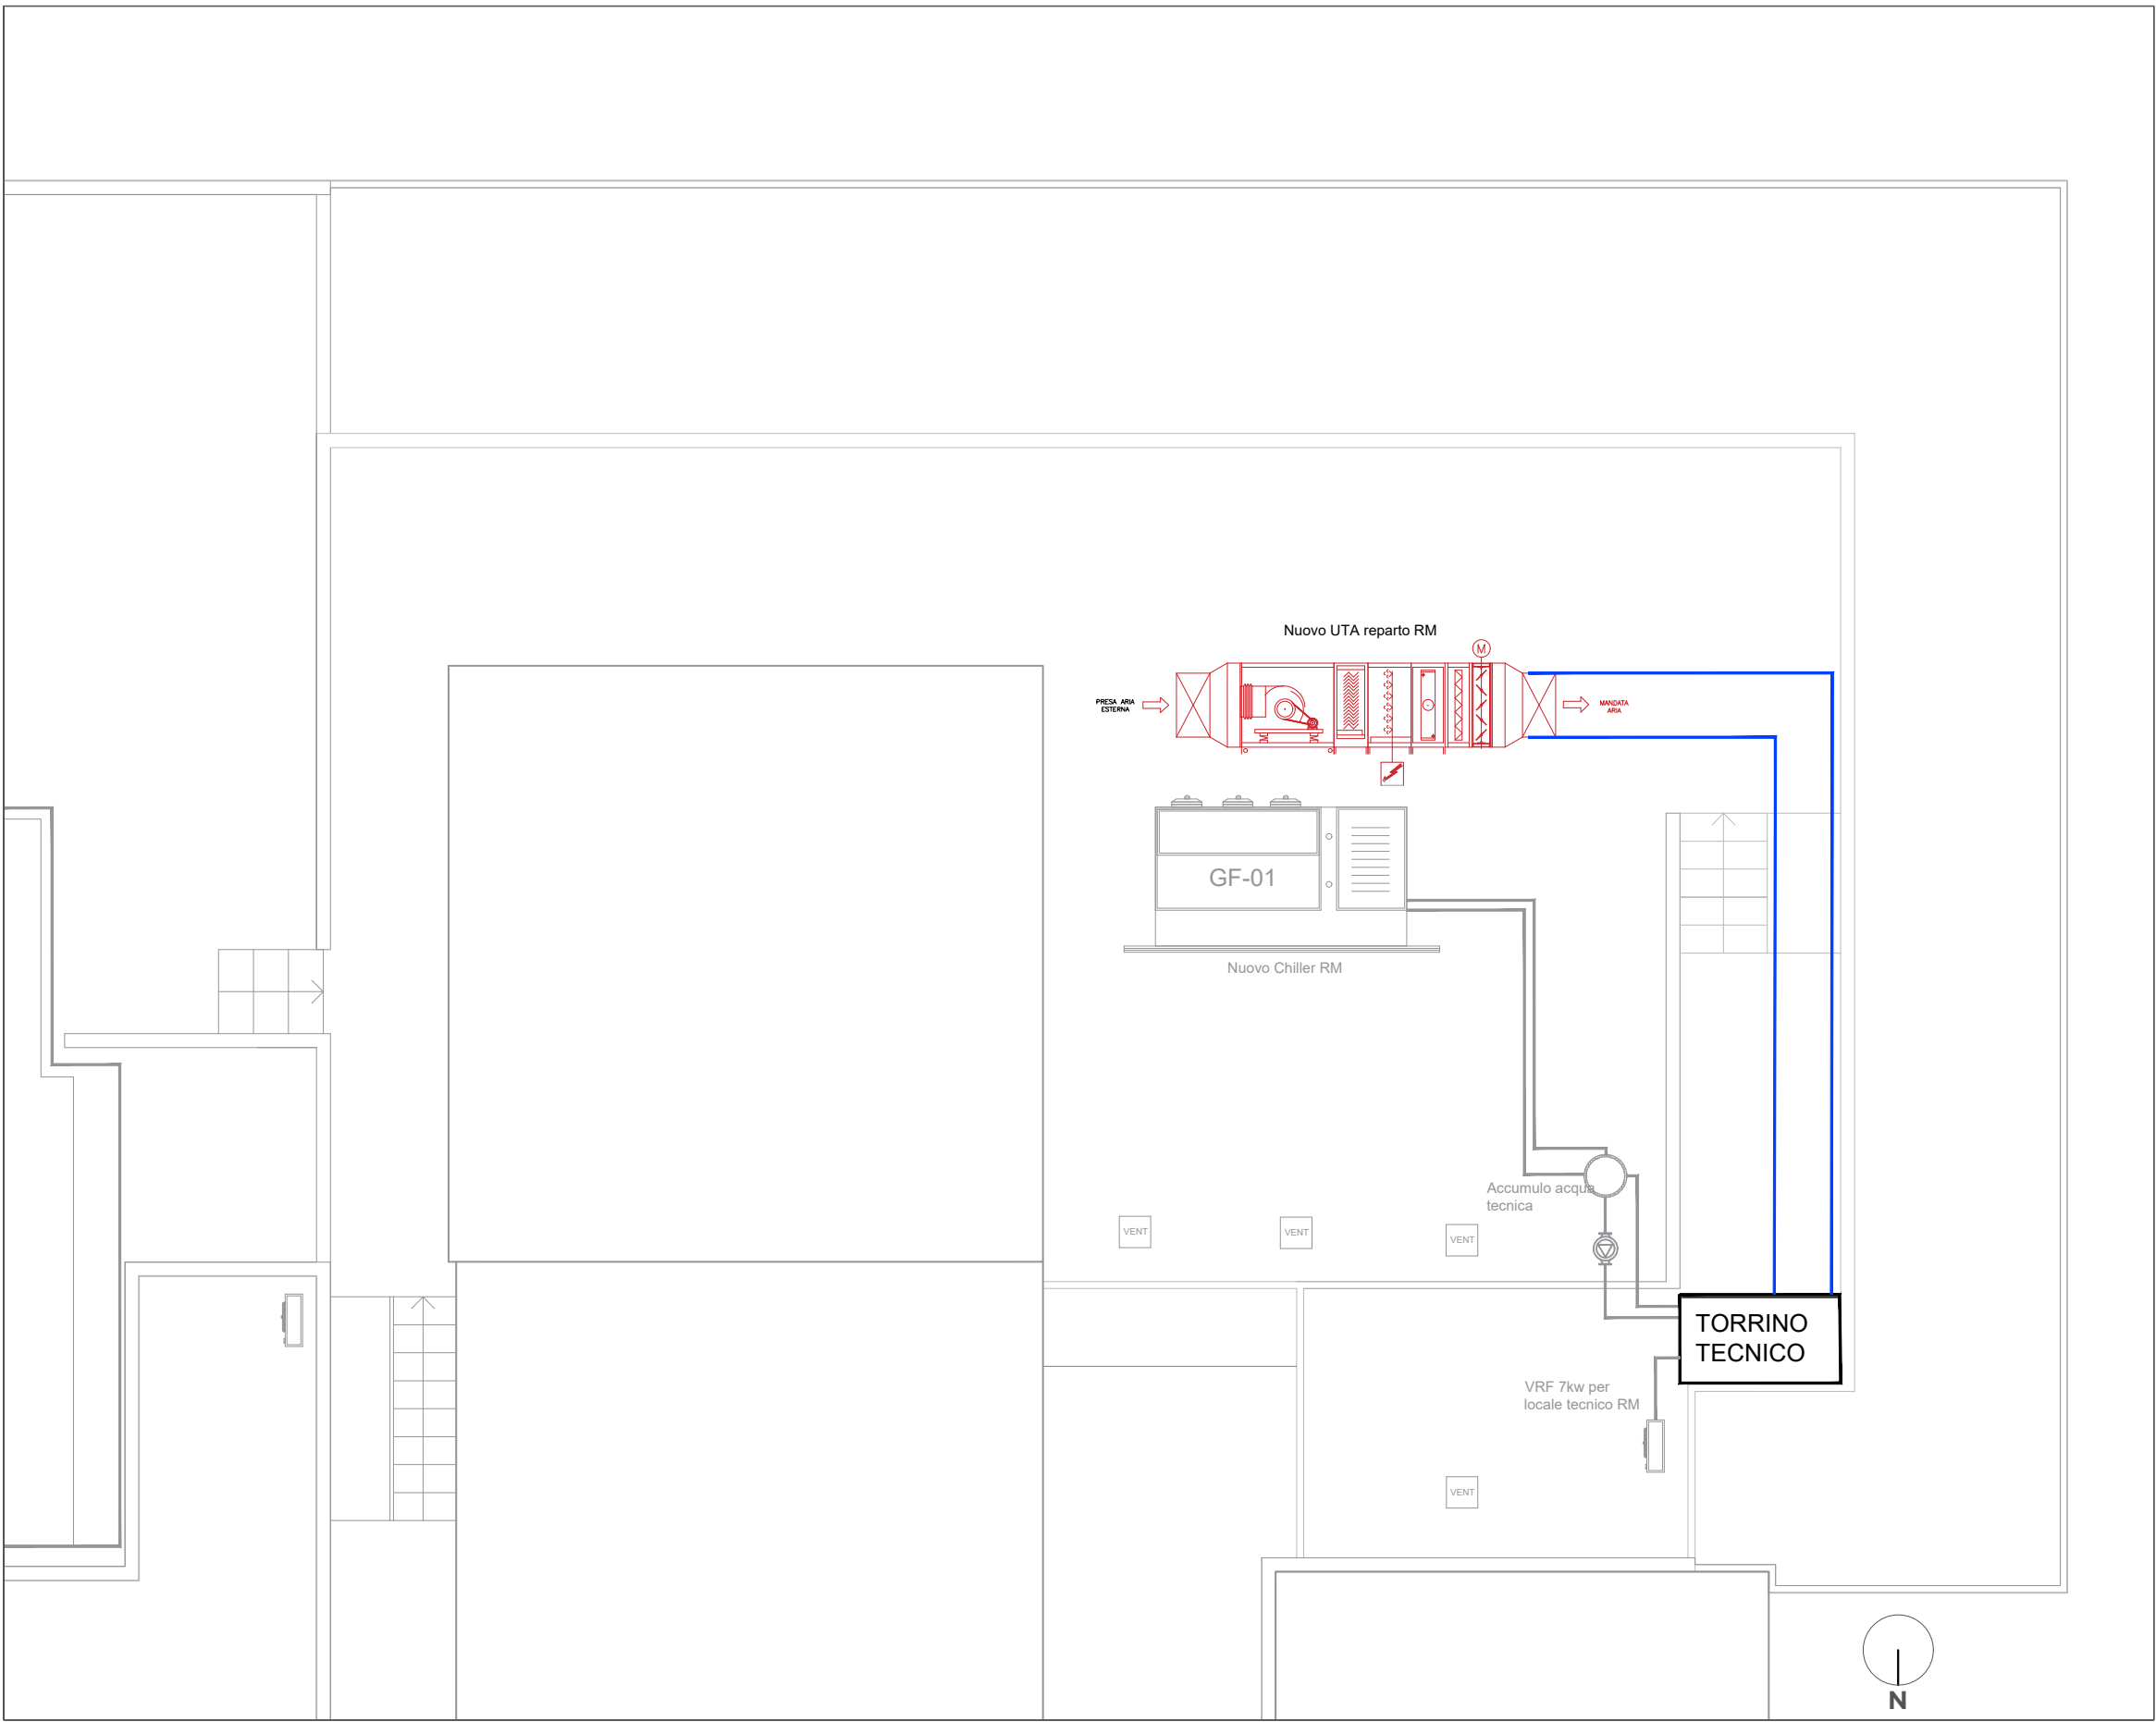 Nuovo UTA reparto RM
M
PRESA ARIA
ESTERNA
MANDATA
ARIA
GF-01
Nuovo Chiller RM
Accumulo acqua
tecnica
VENT
VENT
VENT
TORRINO
TECNICO
VRF 7kw per
locale tecnico RM
VENT
N